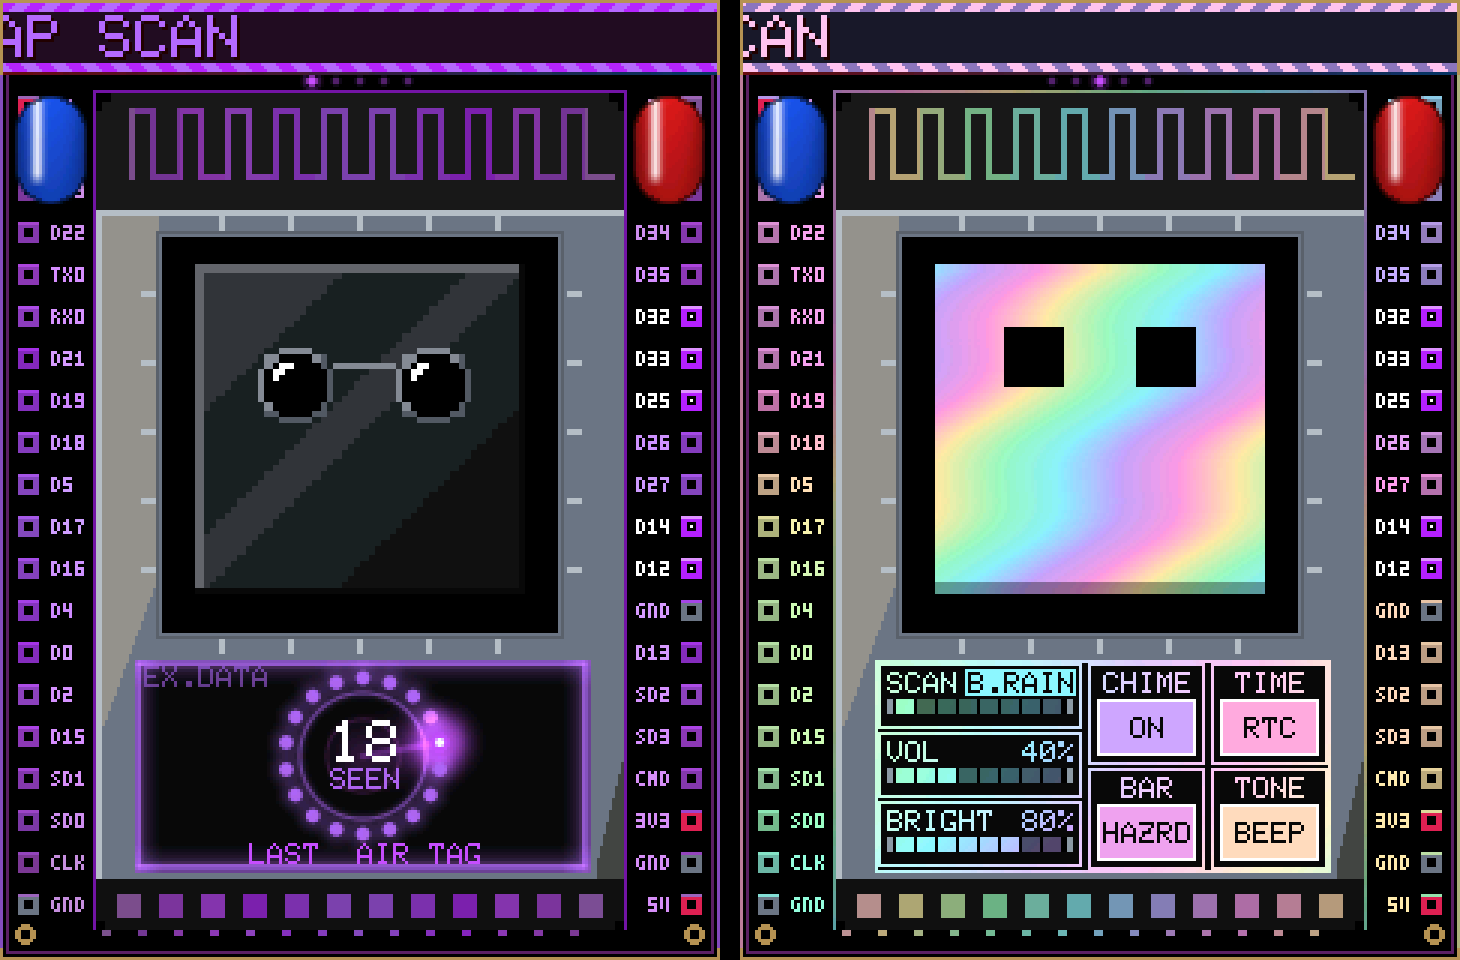 AP SCAN
D22
TX0
RX0
D21
D19
D18
D5
D17
D16
D4
D0
D2
D15
SD1
SD0
CLK
GND
D34
D35
D32
D33
D25
D26
D27
D14
D12
GND
D13
SD2
SD3
CMD
3V3
GND
5V
EX.DATA
18
SEEN
LAST AIR TAG
CAN
D22
TX0
RX0
D21
D19
D18
D5
D17
D16
D4
D0
D2
D15
SD1
SD0
CLK
GND
D34
D35
D32
D33
D25
D26
D27
D14
D12
GND
D13
SD2
SD3
CMD
3V3
GND
5V
SCAN B.RAIN
VOL 40%
BRIGHT 80%
CHIME
ON
TIME
RTC
BAR
HAZRD
TONE
BEEP